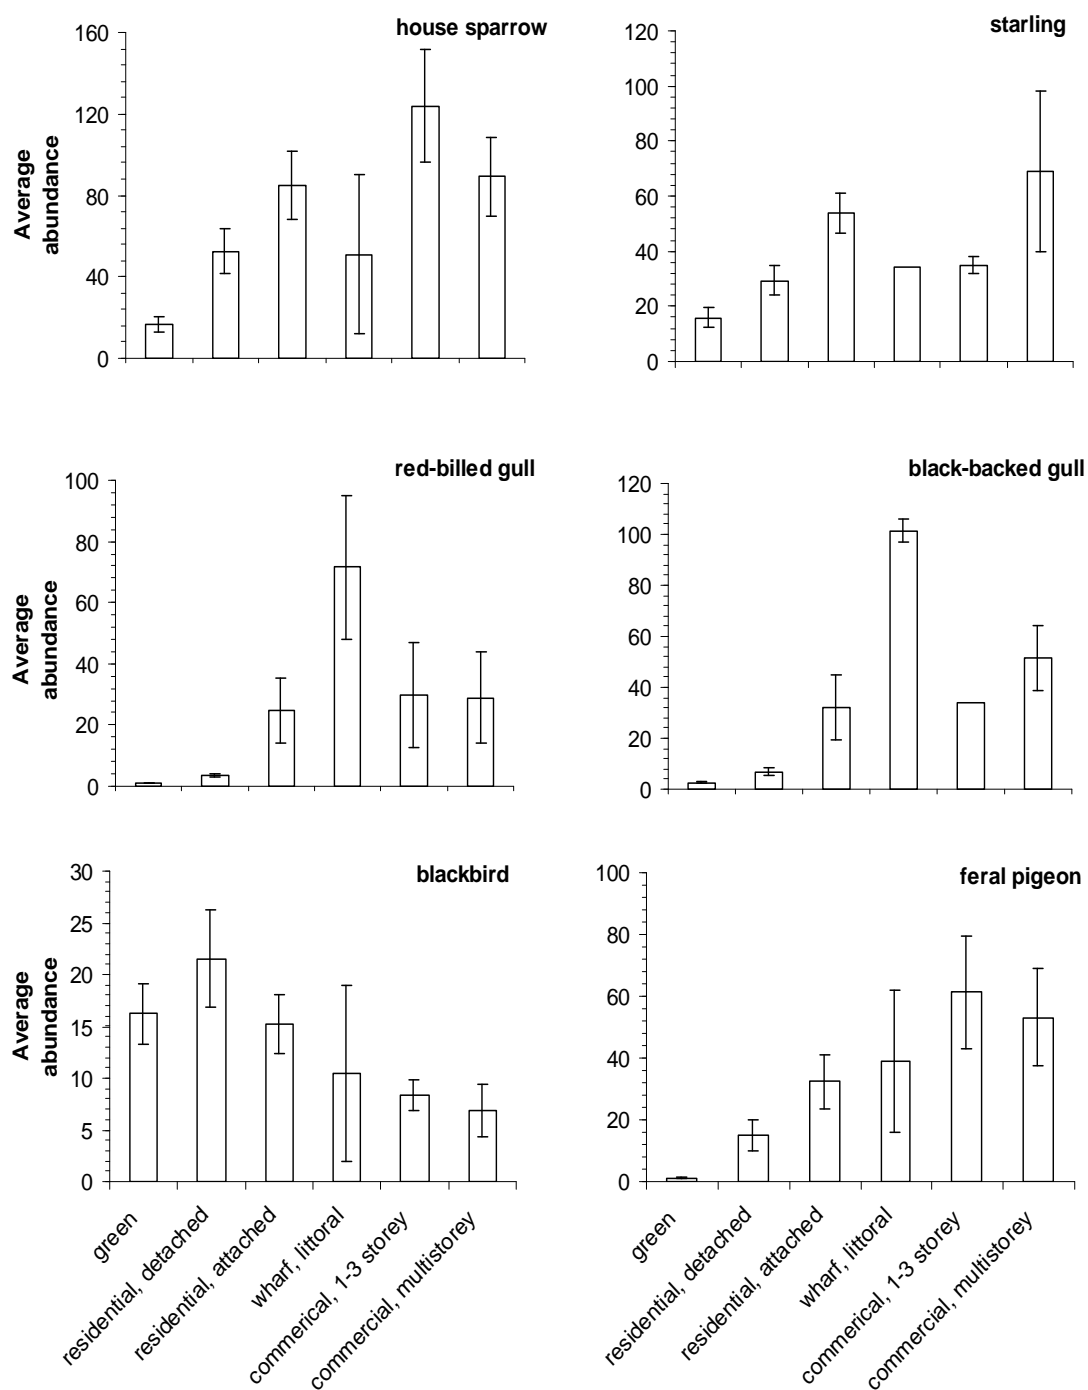 house sparrow
160
120
80
40
0
Average
abundance
starling
120
100
80
60
40
20
0
red-billed gull
100
80
60
40
20
0
Average
abundance
black-backed gull
120
100
80
60
40
20
0
blackbird
30
25
20
15
10
5
0
Average
abundance
green
residential, detached
residential, attached
wharf, littoral
commerical, 1-3 storey
commercial, multistorey
feral pigeon
100
80
60
40
20
0
green
residential, detached
residential, attached
wharf, littoral
commerical, 1-3 storey
commercial, multistorey